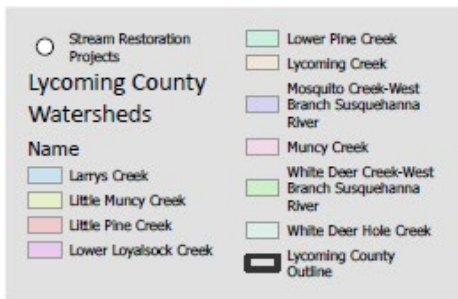 Stream Restoration
Projects
Lycoming County
Watersheds
Name
Larrys Creek
Little Muncy Creek
Little Pine Creek
Lower Loyalsock Creek
Lower Pine Creek
Lycoming Creek
Mosquito Creek-West
Branch Susquehanna
River
Muncy Creek
White Deer Creek-West
Branch Susquehanna
River
White Deer Hole Creek
Lycoming County
Outline